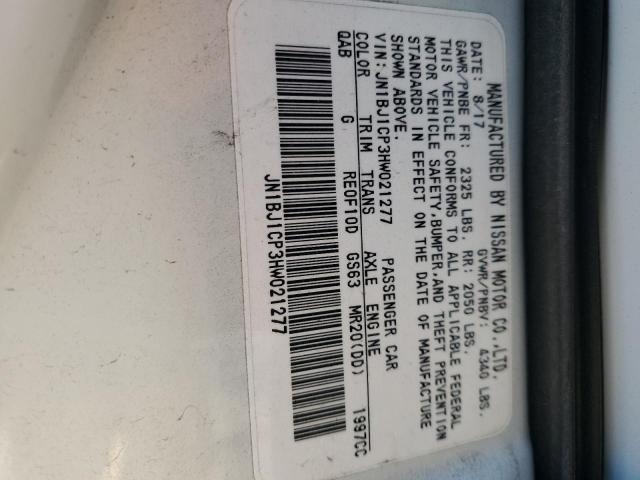 MANUFACTURED BY NISSAN MOTOR CO.,LTD.
DATE: 8/17 GVWR/PNBV: 4340 LBS.
GAWR/PNBE FR: 2325 LBS. RR: 2050 LBS.
THIS VEHICLE CONFORMS TO ALL APPLICABLE FEDERAL
MOTOR VEHICLE SAFETY,BUMPER,AND THEFT PREVENTION
STANDARDS IN EFFECT ON THE DATE OF MANUFACTURE
SHOWN ABOVE.
VIN:JN1BJ1CP3HW021277 PASSENGER CAR
COLOR TRIM TRANS AXLE ENGINE
QAB G RE0F10D GS63 MR20(DD) 1997CC
JN1BJ1CP3HW021277